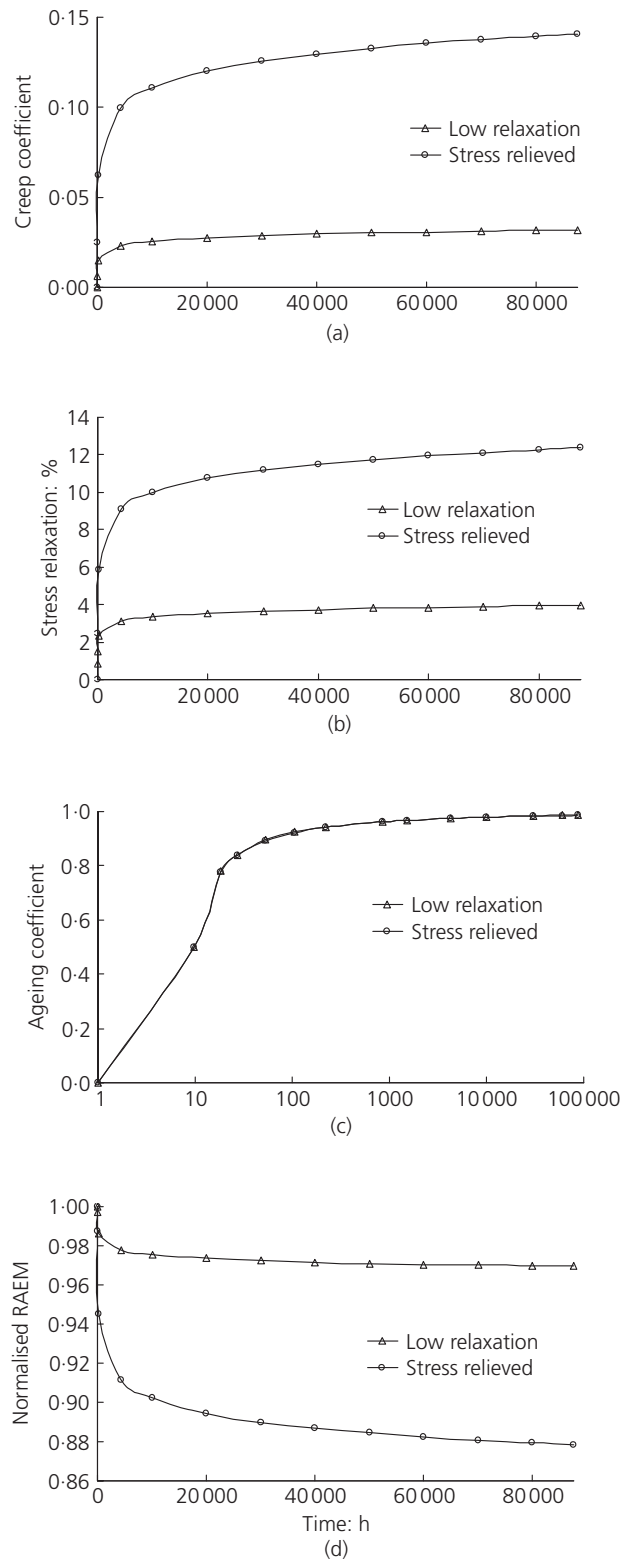 0·15
0·10
0·05
0·00
Creep coefficient
Low relaxation
Stress relieved
0 20 000 40 000 60 000 80 000
(a)
14
12
10
8
6
4
2
0
Stress relaxation: %
Low relaxation
Stress relieved
0 20 000 40 000 60 000 80 000
(b)
1·0
0·8
0·6
0·4
0·2
0·0
Ageing coefficient
Low relaxation
Stress relieved
1 10 100 1000 10 000 100 000
(c)
1·00
0·98
0·96
0·94
0·92
0·90
0·88
0·86
Normalised RAEM
Low relaxation
Stress relieved
0 20 000 40 000 60 000 80 000
Time: h
(d)